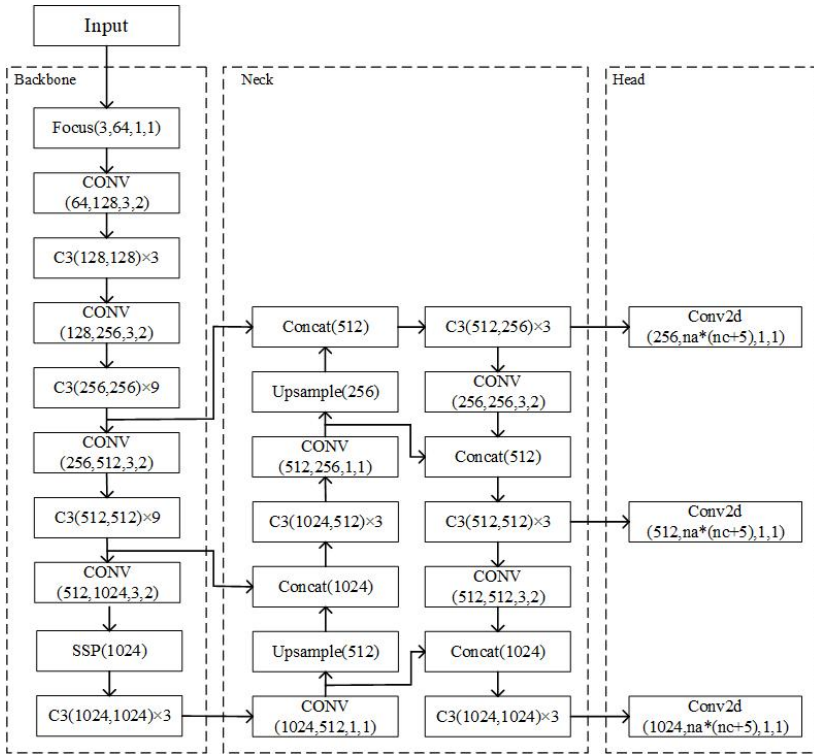 Input
Backbone
Focus(3,64,1,1)
CONV
(64,128,3,2)
C3(128,128)×3
CONV
(128,256,3,2)
C3(256,256)×9
CONV
(256,512,3,2)
C3(512,512)×9
CONV
(512,1024,3,2)
SSP(1024)
C3(1024,1024)×3
Neck
Concat(512)
Upsample(256)
CONV
(512,256,1,1)
C3(1024,512)×3
Concat(1024)
Upsample(512)
CONV
(1024,512,1,1)
C3(512,256)×3
CONV
(256,256,3,2)
Concat(512)
C3(512,512)×3
CONV
(512,512,3,2)
Concat(1024)
C3(1024,1024)×3
Head
Conv2d
(256,na*(nc+5),1,1)
Conv2d
(512,na*(nc+5),1,1)
Conv2d
(1024,na*(nc+5),1,1)